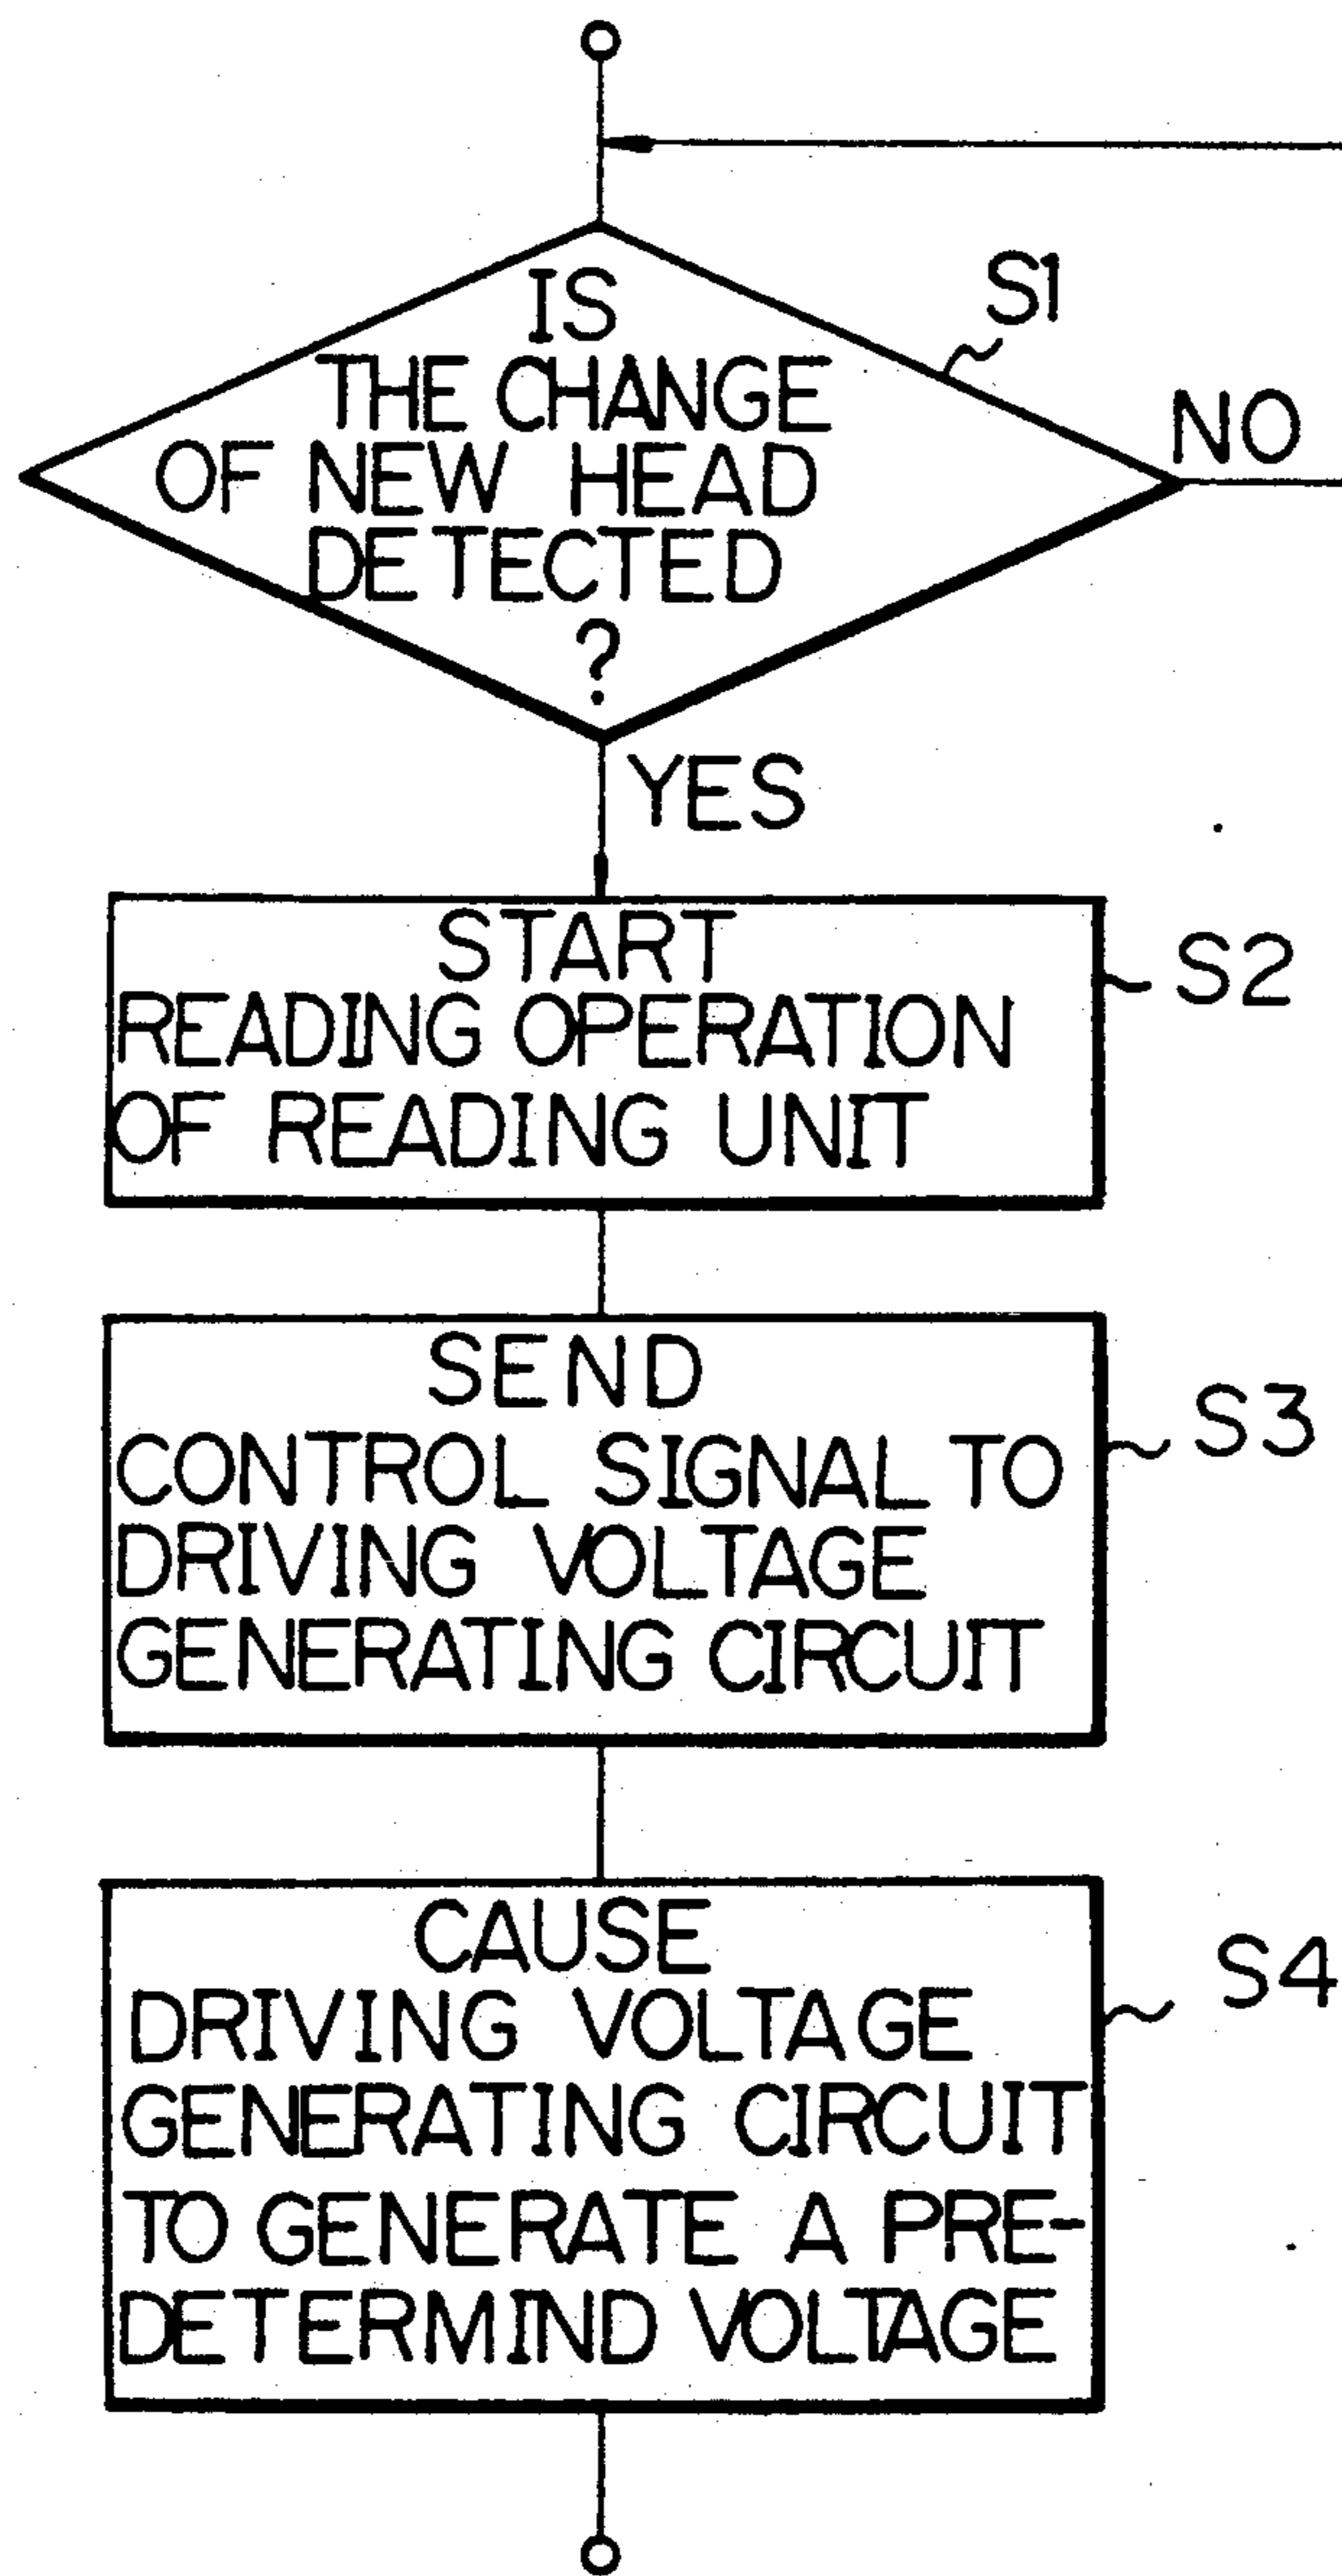 IS
THE CHANGE
OF NEW HEAD
DETECTED
?
S1
NO
YES
START
READING OPERATION
OF READING UNIT
S2
SEND
CONTROL SIGNAL TO
DRIVING VOLTAGE
GENERATING CIRCUIT
S3
CAUSE
DRIVING VOLTAGE
GENERATING CIRCUIT
TO GENERATE A PRE-
DETERMIND VOLTAGE
S4